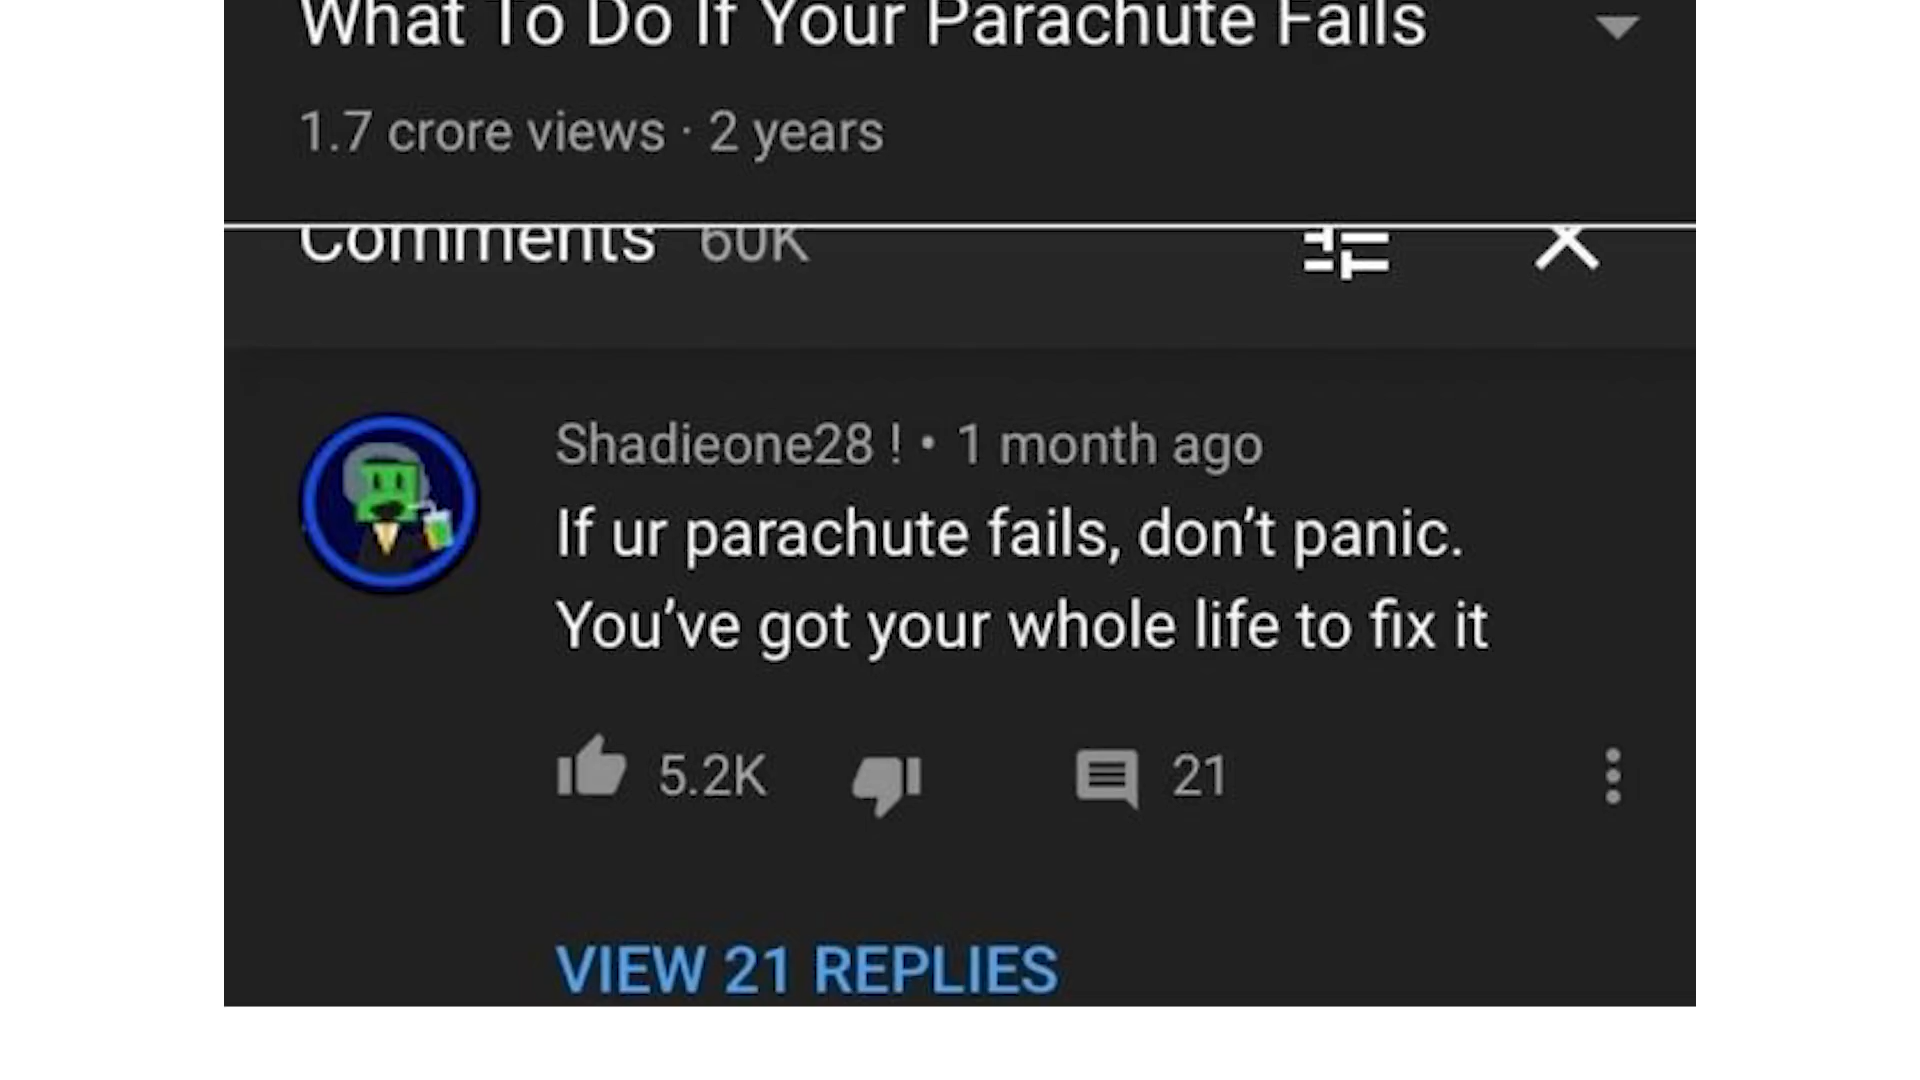 What To Do If Your Parachute Fails
1.7 crore views · 2 years
Comments 60K
Shadieone28 ! • 1 month ago
If ur parachute fails, don’t panic.
You’ve got your whole life to fix it
5.2K 21
VIEW 21 REPLIES